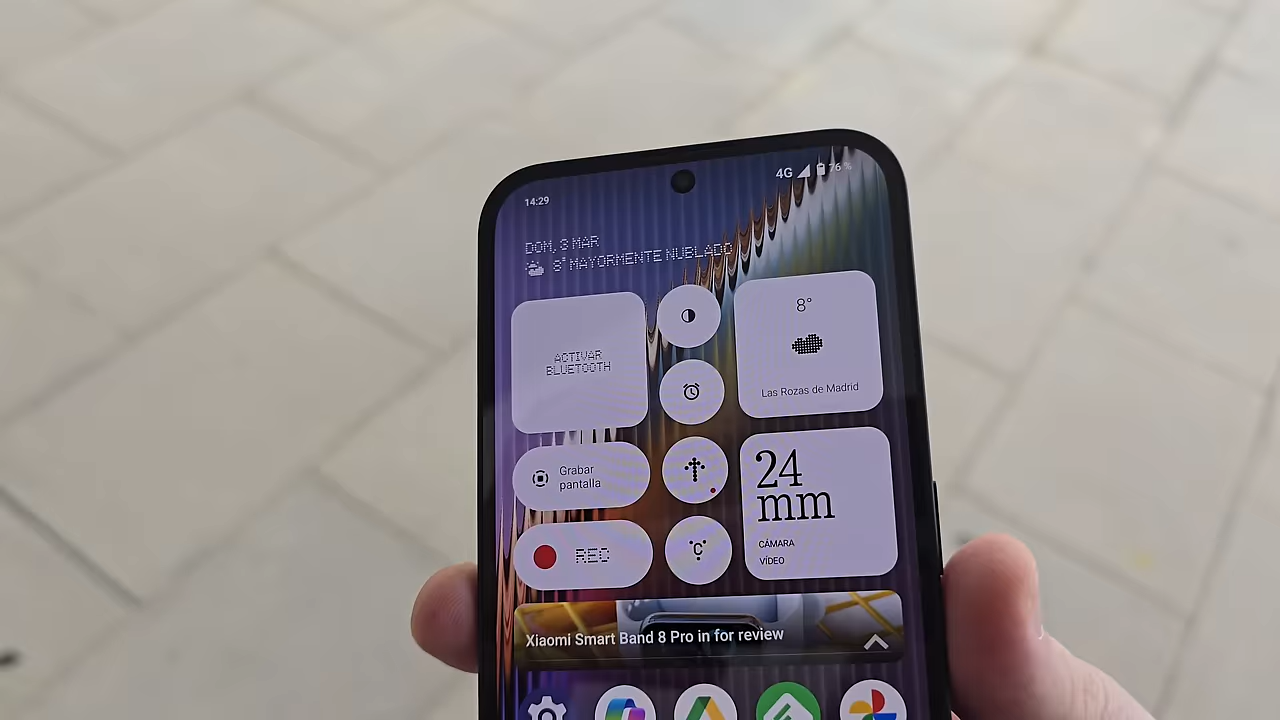 14:29
4G 76 %
DOM, 3 MAR
8° MAYORMENTE NUBLADO
ACTIVAR
BLUETOOTH
8°
Las Rozas de Madrid
Grabar
pantalla
24
mm
CÁMARA
VÍDEO
REC
C
Xiaomi Smart Band 8 Pro in for review